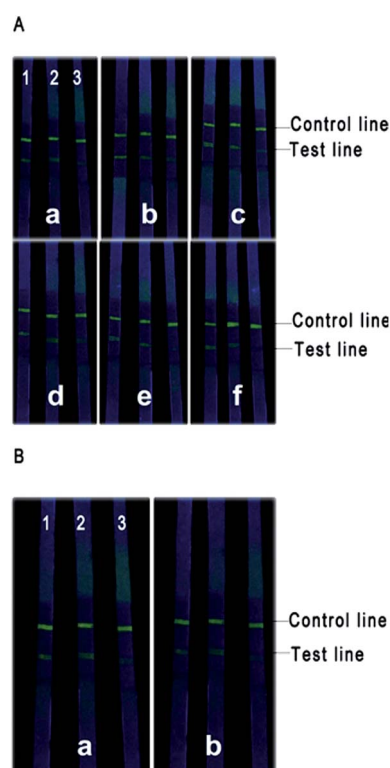 A
1 2 3
Control line
Test line
a b c
Control line
Test line
d e f
B
1 2 3
Control line
Test line
a b